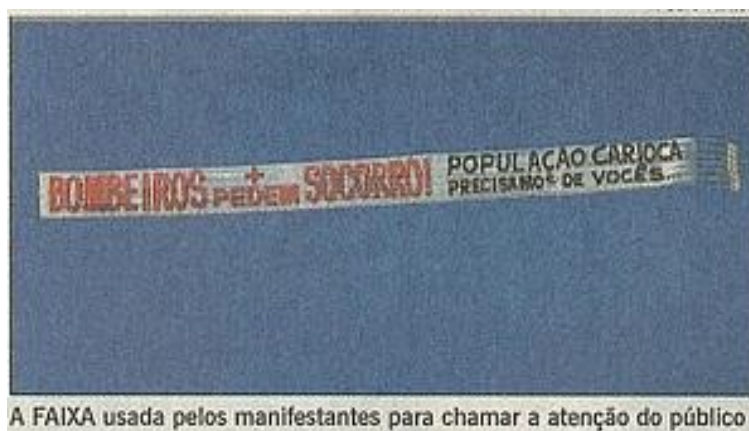 BOMBEIROS PEDEM SOCORRO!
POPULAÇÃO CARIOCA
PRECISAMOS DE VOCÊS
A FAIXA usada pelos manifestantes para chamar a atenção do público